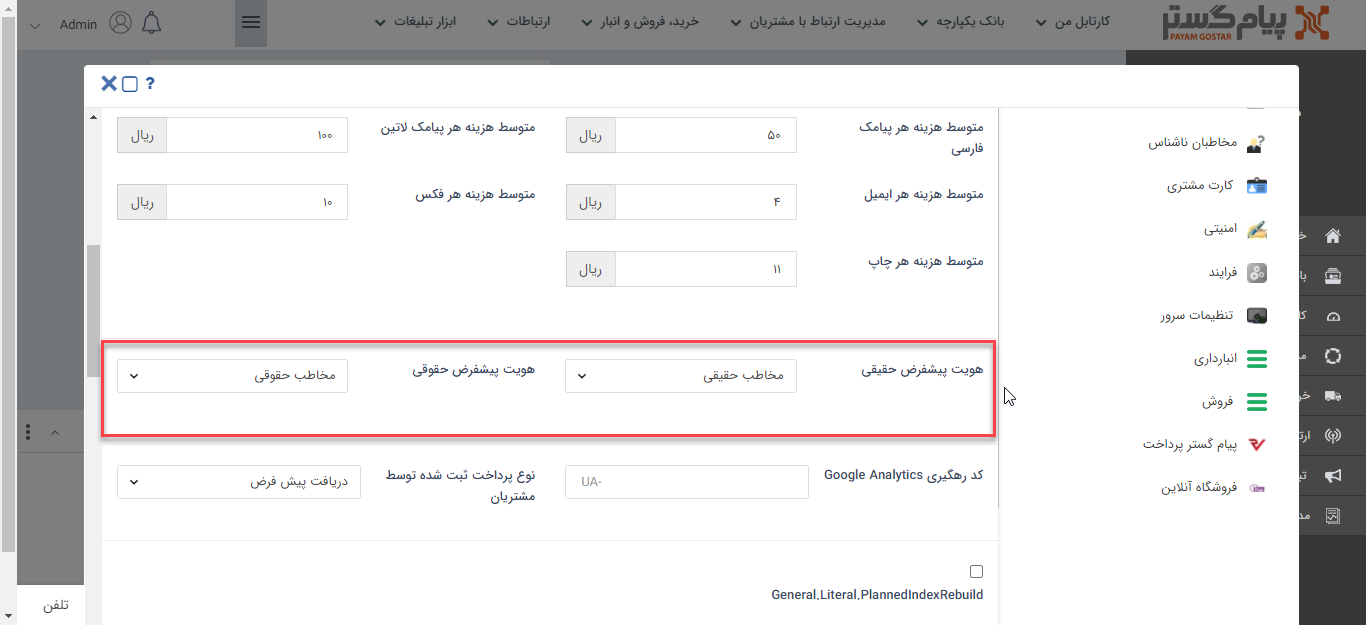 پیام گستر
PAYAM GOSTAR
کارتابل من
بانک یکپارچه
مدیریت ارتباط با مشتریان
خرید، فروش و انبار
ارتباطات
ابزار تبلیغات
Admin
?
مخاطبان ناشناس
کارت مشتری
امنیتی
فرایند
تنظیمات سرور
انبارداری
فروش
پیام گستر پرداخت
فروشگاه آنلاین
متوسط هزینه هر پیامک
فارسی
۵۰
ریال
متوسط هزینه هر پیامک لاتین
۱۰۰
ریال
متوسط هزینه هر ایمیل
۴
ریال
متوسط هزینه هر فکس
۱۰
ریال
متوسط هزینه هر چاپ
۱۱
ریال
هویت پیشفرض حقیقی
مخاطب حقیقی
هویت پیشفرض حقوقی
مخاطب حقوقی
کد رهگیری Google Analytics
UA-
نوع پرداخت ثبت شده توسط
مشتریان
دریافت پیش فرض
General.Literal.PlannedIndexRebuild
تلفن